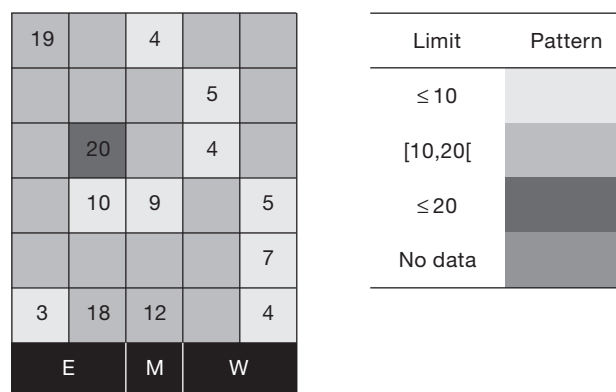 19 4
5
20 4
10 9 5
7
3 18 12 4
E M W
Limit Pattern
≤ 10
[10,20[
≤ 20
No data